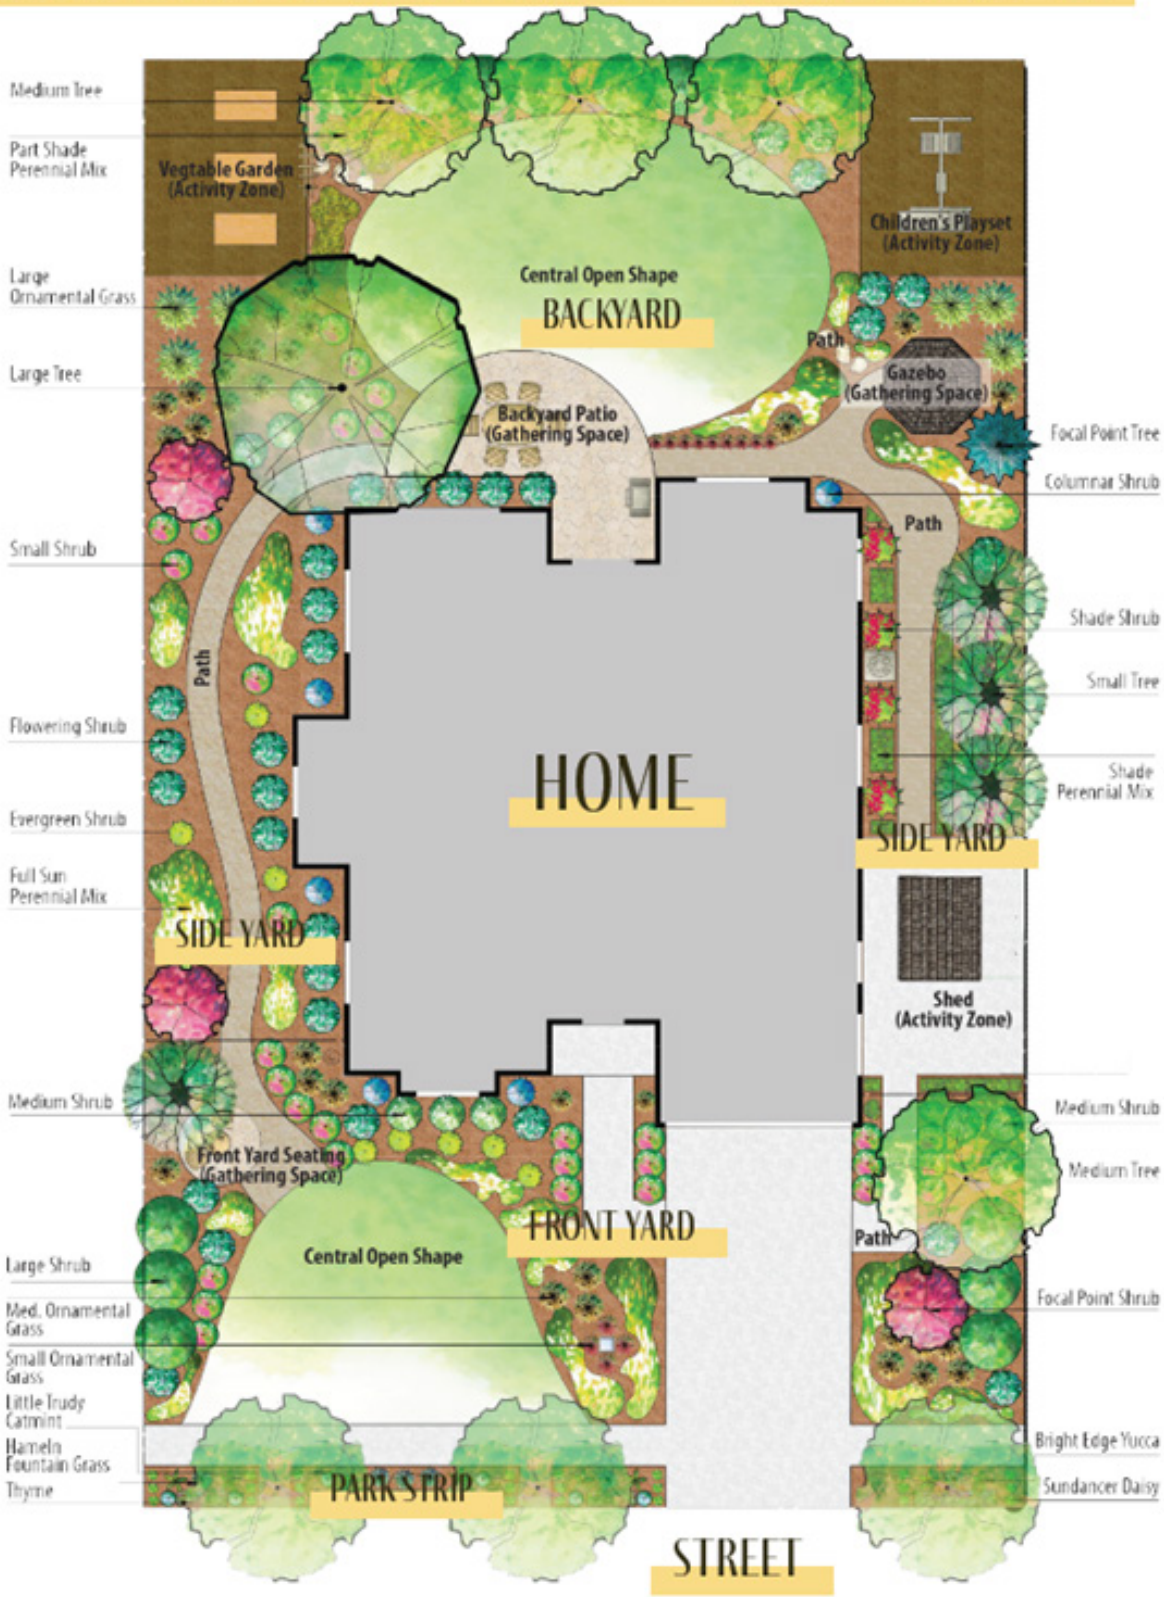 Medium Tree
Part Shade
Perennial Mix
Vegtable Garden
(Activity Zone)
Children's Playset
(Activity Zone)
Large
Ornamental Grass
Central Open Shape
BACKYARD
Path
Large Tree
Gazebo
(Gathering Space)
Backyard Patio
(Gathering Space)
Focal Point Tree
Columnar Shrub
Path
Small Shrub
Shade Shrub
Path
Small Tree
Flowering Shrub
HOME
Shade
Perennial Mix
Evergreen Shrub
SIDE YARD
Full Sun
Perennial Mix
SIDE YARD
Shed
(Activity Zone)
Medium Shrub
Medium Shrub
Front Yard Seating
(Gathering Space)
Medium Tree
FRONT YARD
Path
Central Open Shape
Large Shrub
Focal Point Shrub
Med. Ornamental
Grass
Small Ornamental
Grass
Little Trudy
Catmint
Hameln
Fountain Grass
Bright Edge Yucca
Thyme
PARK STRIP
Sundancer Daisy
STREET